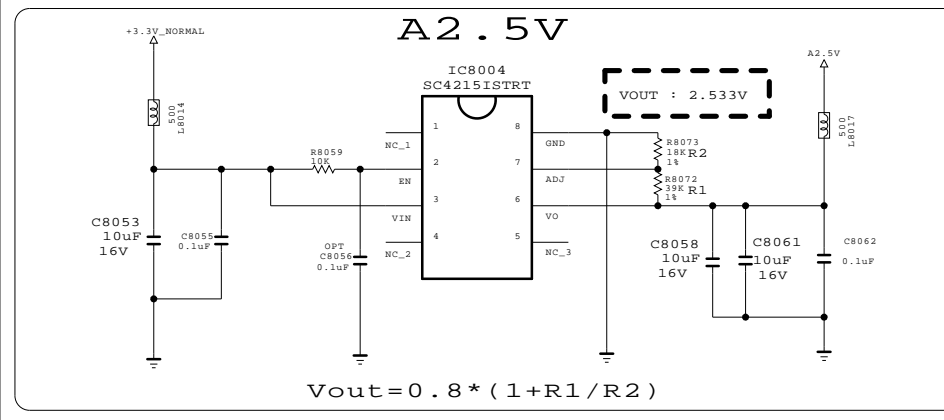 A2.5V
+3.3V_NORMAL
A2.5V
IC8004
SC4215ISTRT
VOUT : 2.533V
500
L8014
500
L8017
1
8
NC_1
GND
R8073
18K R2
1%
R8059
10K
2
7
EN
ADJ
R8072
39K R1
1%
3
6
VIN
VO
C8053
10uF
16V
C8055
0.1uF
OPT
C8056
0.1uF
4
5
NC_2
NC_3
C8058
10uF
16V
C8061
10uF
16V
C8062
0.1uF
Vout=0.8*(1+R1/R2)